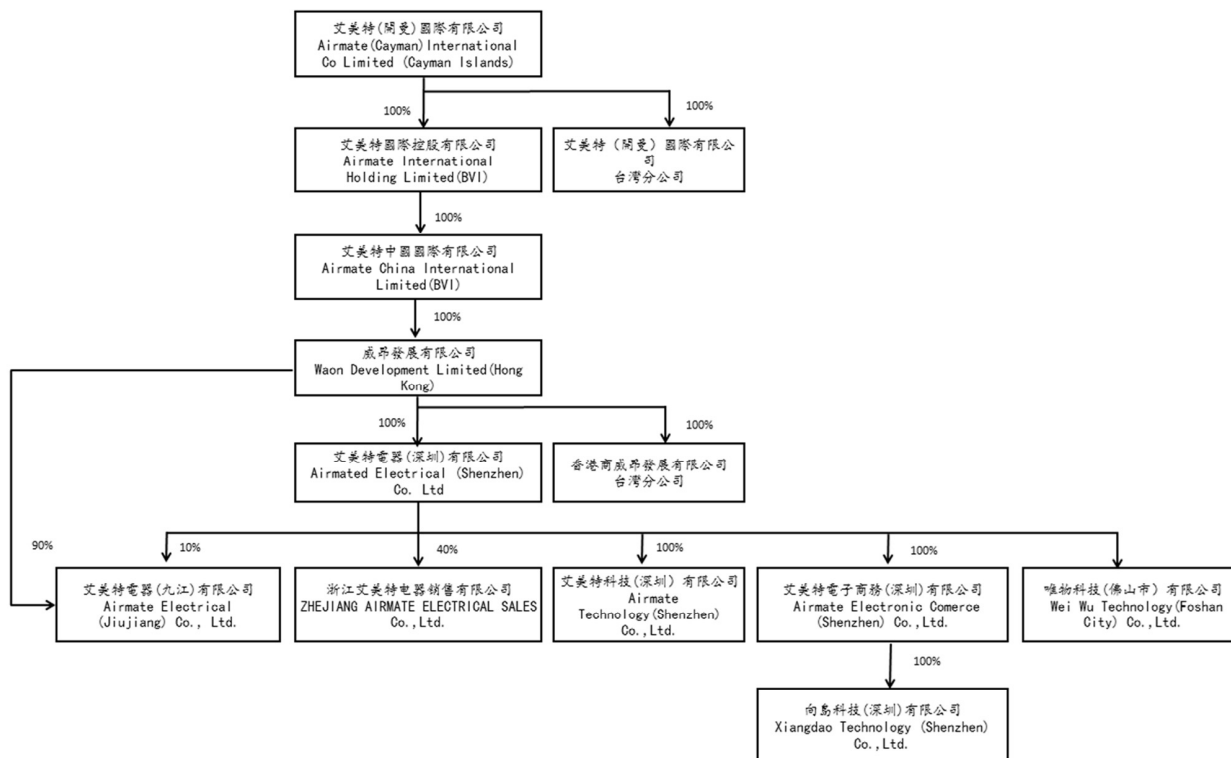 艾美特(開曼)國際有限公司
Airmate(Cayman)International
Co Limited (Cayman Islands)
100%
100%
艾美特國際控股有限公司
Airmate International
Holding Limited(BVI)
艾美特（開曼）國際有限公
司
台灣分公司
100%
艾美特中國國際有限公司
Airmate China International
Limited(BVI)
100%
威昂發展有限公司
Waon Development Limited(Hong
Kong)
100%
100%
艾美特電器(深圳)有限公司
Airmated Electrical (Shenzhen)
Co. Ltd
香港商威昂發展有限公司
台灣分公司
90%
10%
40%
100%
100%
艾美特電器(九江)有限公司
Airmate Electrical
(Jiujiang) Co., Ltd.
浙江艾美特电器销售有限公司
ZHEJIANG AIRMATE ELECTRICAL SALES
Co.,Ltd.
艾美特科技(深圳）有限公司
Airmate
Technology(Shenzhen)
Co.,Ltd.
艾美特電子商務(深圳)有限公司
Airmate Electronic Comerce
(Shenzhen) Co.,Ltd.
唯物科技(佛山市）有限公司
Wei Wu Technology(Foshan
City) Co.,Ltd.
100%
向島科技(深圳)有限公司
Xiangdao Technology (Shenzhen)
Co.,Ltd.